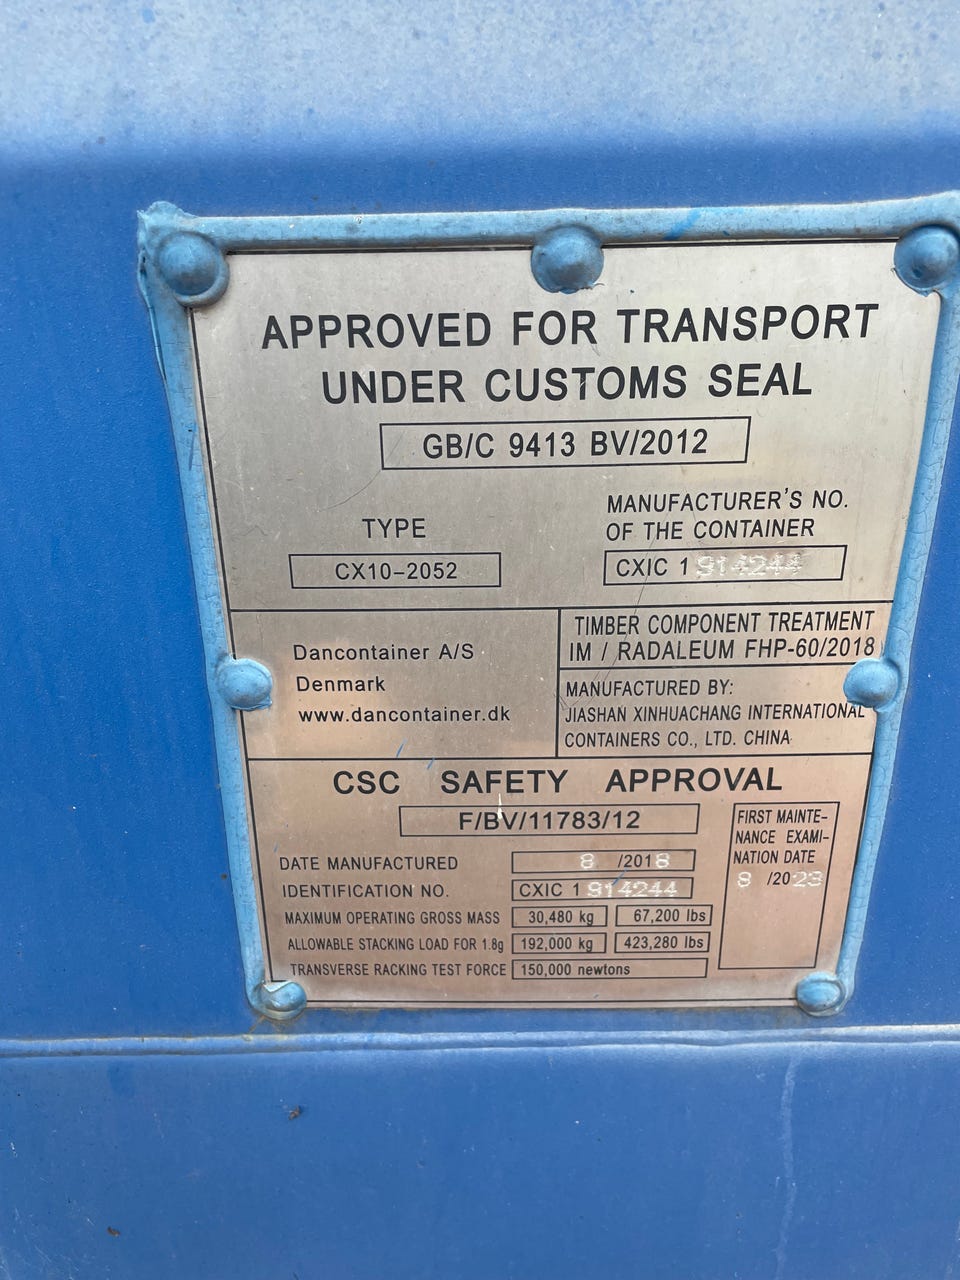 APPROVED FOR TRANSPORT
UNDER CUSTOMS SEAL
GB/C 9413 BV/2012
TYPE
CX10-2052
MANUFACTURER'S NO.
OF THE CONTAINER
CXIC 1 914244
Dancontainer A/S
Denmark
www.dancontainer.dk
TIMBER COMPONENT TREATMENT
IM / RADALEUM FHP-60/2018
MANUFACTURED BY:
JIASHAN XINHUACHANG INTERNATIONAL
CONTAINERS CO., LTD. CHINA
CSC SAFETY APPROVAL
F/BV/11783/12
DATE MANUFACTURED 8 /2018
IDENTIFICATION NO. CXIC 1 914244
MAXIMUM OPERATING GROSS MASS 30,480 kg 67,200 lbs
ALLOWABLE STACKING LOAD FOR 1.8g 192,000 kg 423,280 lbs
TRANSVERSE RACKING TEST FORCE 150,000 newtons
FIRST MAINTE-
NANCE EXAMI-
NATION DATE
8 /2023